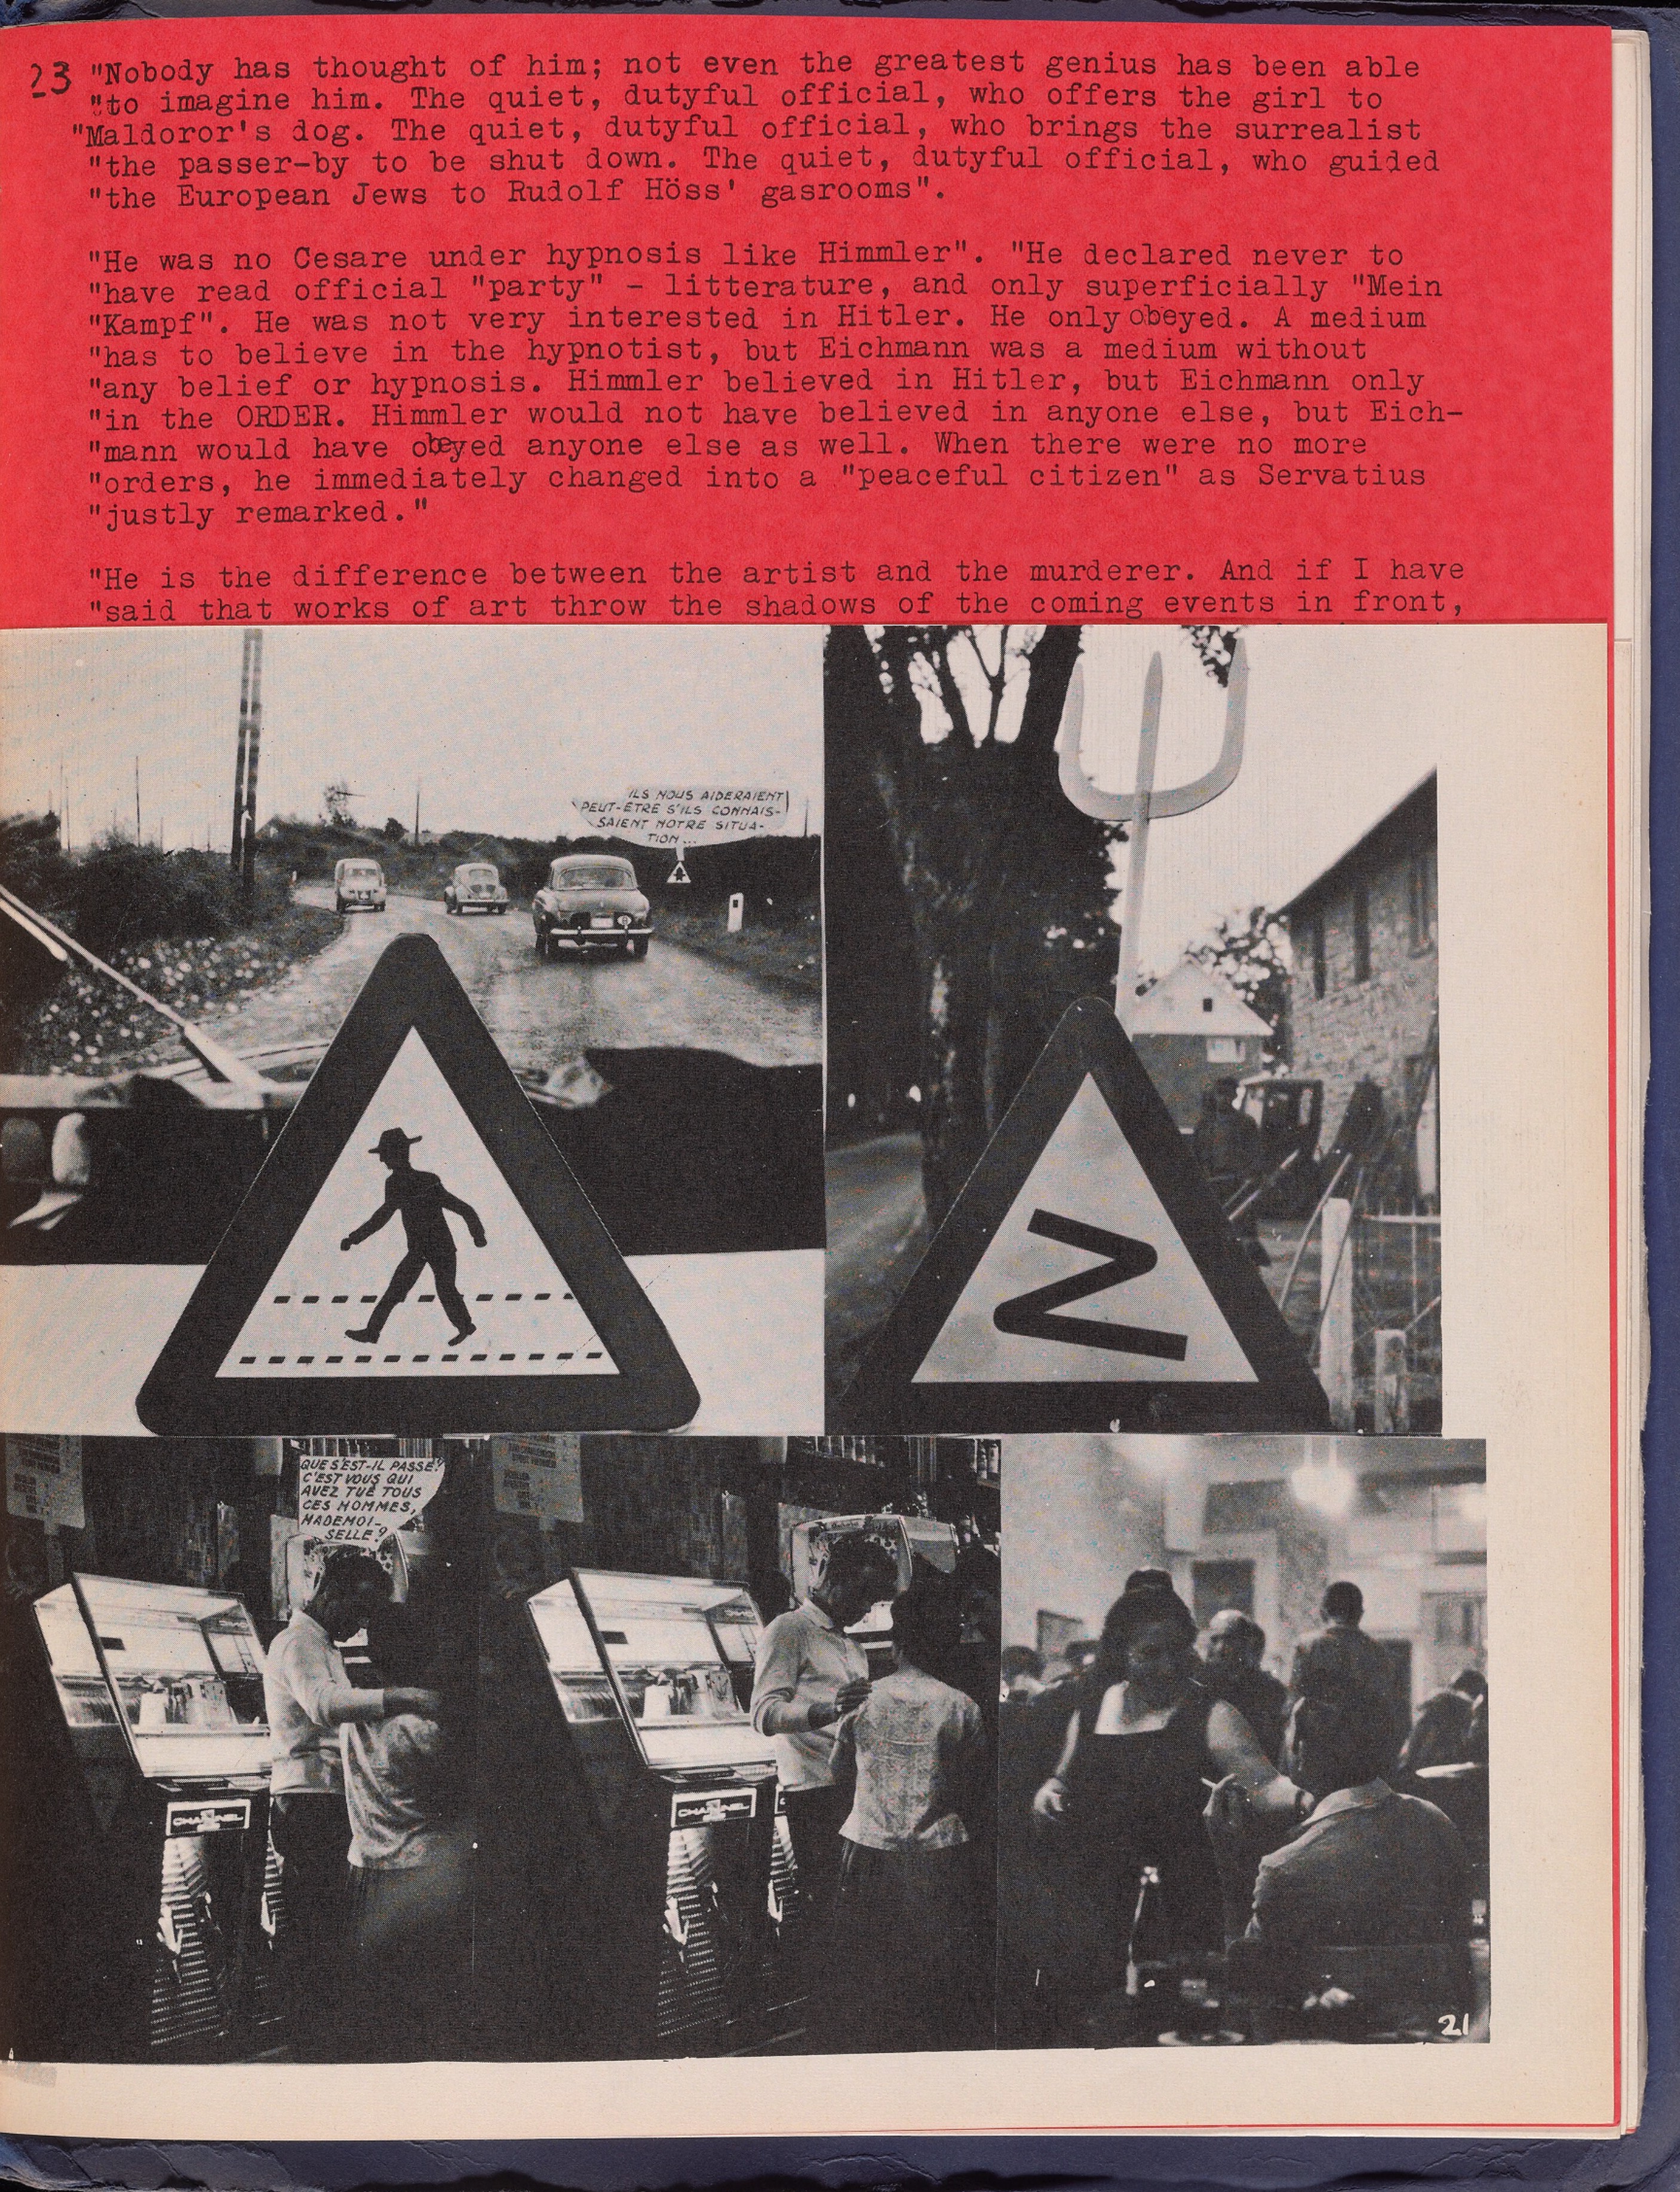 23
"Nobody has thought of him; not even the greatest genius has been able
"to imagine him. The quiet, dutyful official, who offers the girl to
"Maldoror's dog. The quiet, dutyful official, who brings the surrealist
"the passer-by to be shut down. The quiet, dutyful official, who guided
"the European Jews to Rudolf Höss' gasrooms".
"He was no Cesare under hypnosis like Himmler". "He declared never to
"have read official "party" - litterature, and only superficially "Mein
"Kampf". He was not very interested in Hitler. He only obeyed. A medium
"has to believe in the hypnotist, but Eichmann was a medium without
"any belief or hypnosis. Himmler believed in Hitler, but Eichmann only
"in the ORDER. Himmler would not have believed in anyone else, but Eich-
"mann would have obeyed anyone else as well. When there were no more
"orders, he immediately changed into a "peaceful citizen" as Servatius
"justly remarked."
"He is the difference between the artist and the murderer. And if I have
"said that works of art throw the shadows of the coming events in front,
ILS NOUS AIDERAIENT
PEUT-ÊTRE S'ILS CONNAIS-
SAIENT NOTRE SITUA-
TION...
QUE S'EST-IL PASSÉ?
C'EST VOUS QUI
AVEZ TUÉ TOUS
CES HOMMES,
MADEMOI-
SELLE?
21